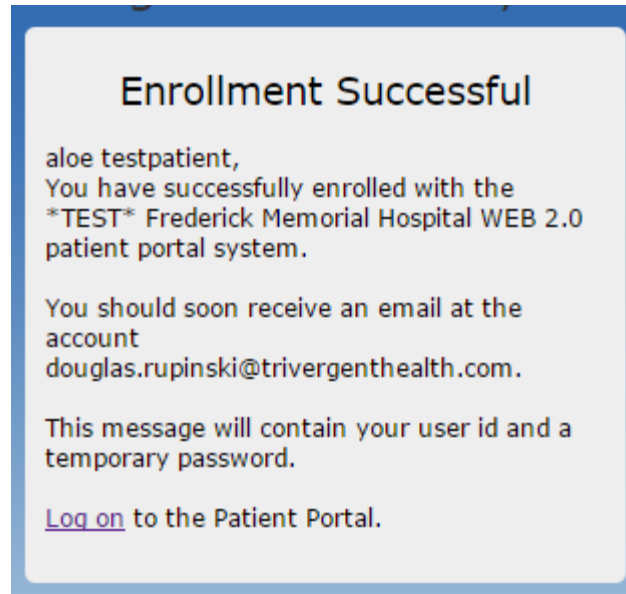 Enrollment Successful
aloe testpatient,
You have successfully enrolled with the
*TEST* Frederick Memorial Hospital WEB 2.0
patient portal system.
You should soon receive an email at the
account
douglas.rupinski@trivergenthealth.com.
This message will contain your user id and a
temporary password.
Log on to the Patient Portal.